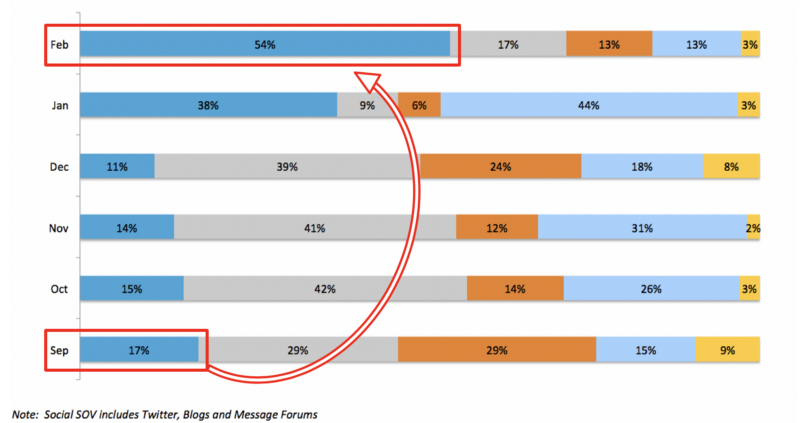 Feb 54% 17% 13% 13% 3%
Jan 38% 9% 6% 44% 3%
Dec 11% 39% 24% 18% 8%
Nov 14% 41% 12% 31% 2%
Oct 15% 42% 14% 26% 3%
Sep 17% 29% 29% 15% 9%
Note: Social SOV includes Twitter, Blogs and Message Forums